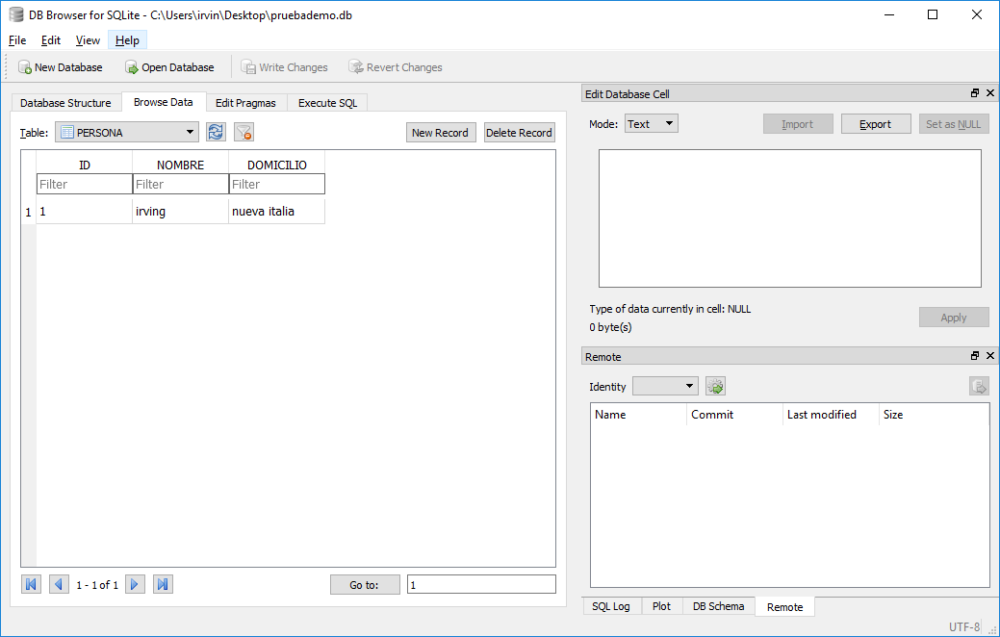 DB Browser for SQLite - C:\Users\irvin\Desktop\pruebademo.db
File Edit View Help
New Database Open Database Write Changes Revert Changes
Database Structure Browse Data Edit Pragmas Execute SQL
Table: PERSONA New Record Delete Record
ID NOMBRE DOMICILIO
Filter Filter Filter
1 1 irving nueva italia
1 - 1 of 1 Go to: 1
Edit Database Cell
Mode: Text Import Export Set as NULL
Type of data currently in cell: NULL
0 byte(s)
Apply
Remote
Identity
Name Commit Last modified Size
SQL Log Plot DB Schema Remote
UTF-8